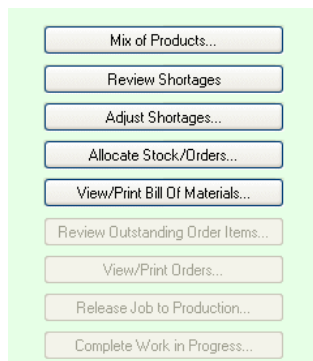 Mix of Products...
Review Shortages
Adjust Shortages...
Allocate Stock/Orders...
View/Print Bill Of Materials...
Review Outstanding Order Items...
View/Print Orders...
Release Job to Production...
Complete Work in Progress...